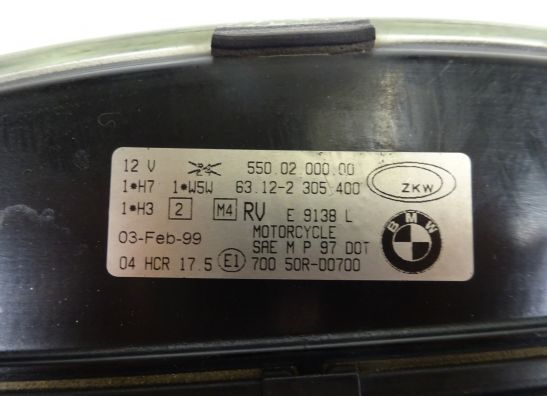 12 V 550.02.000.00
1*H7 1*W5W 63.12-2 305.400 ZKW
1*H3 2 M4 RV E 9138 L
BMW
03-Feb-99 MOTORCYCLE
SAE M P 97 DOT
04 HCR 17.5 E1 700 50R-00700